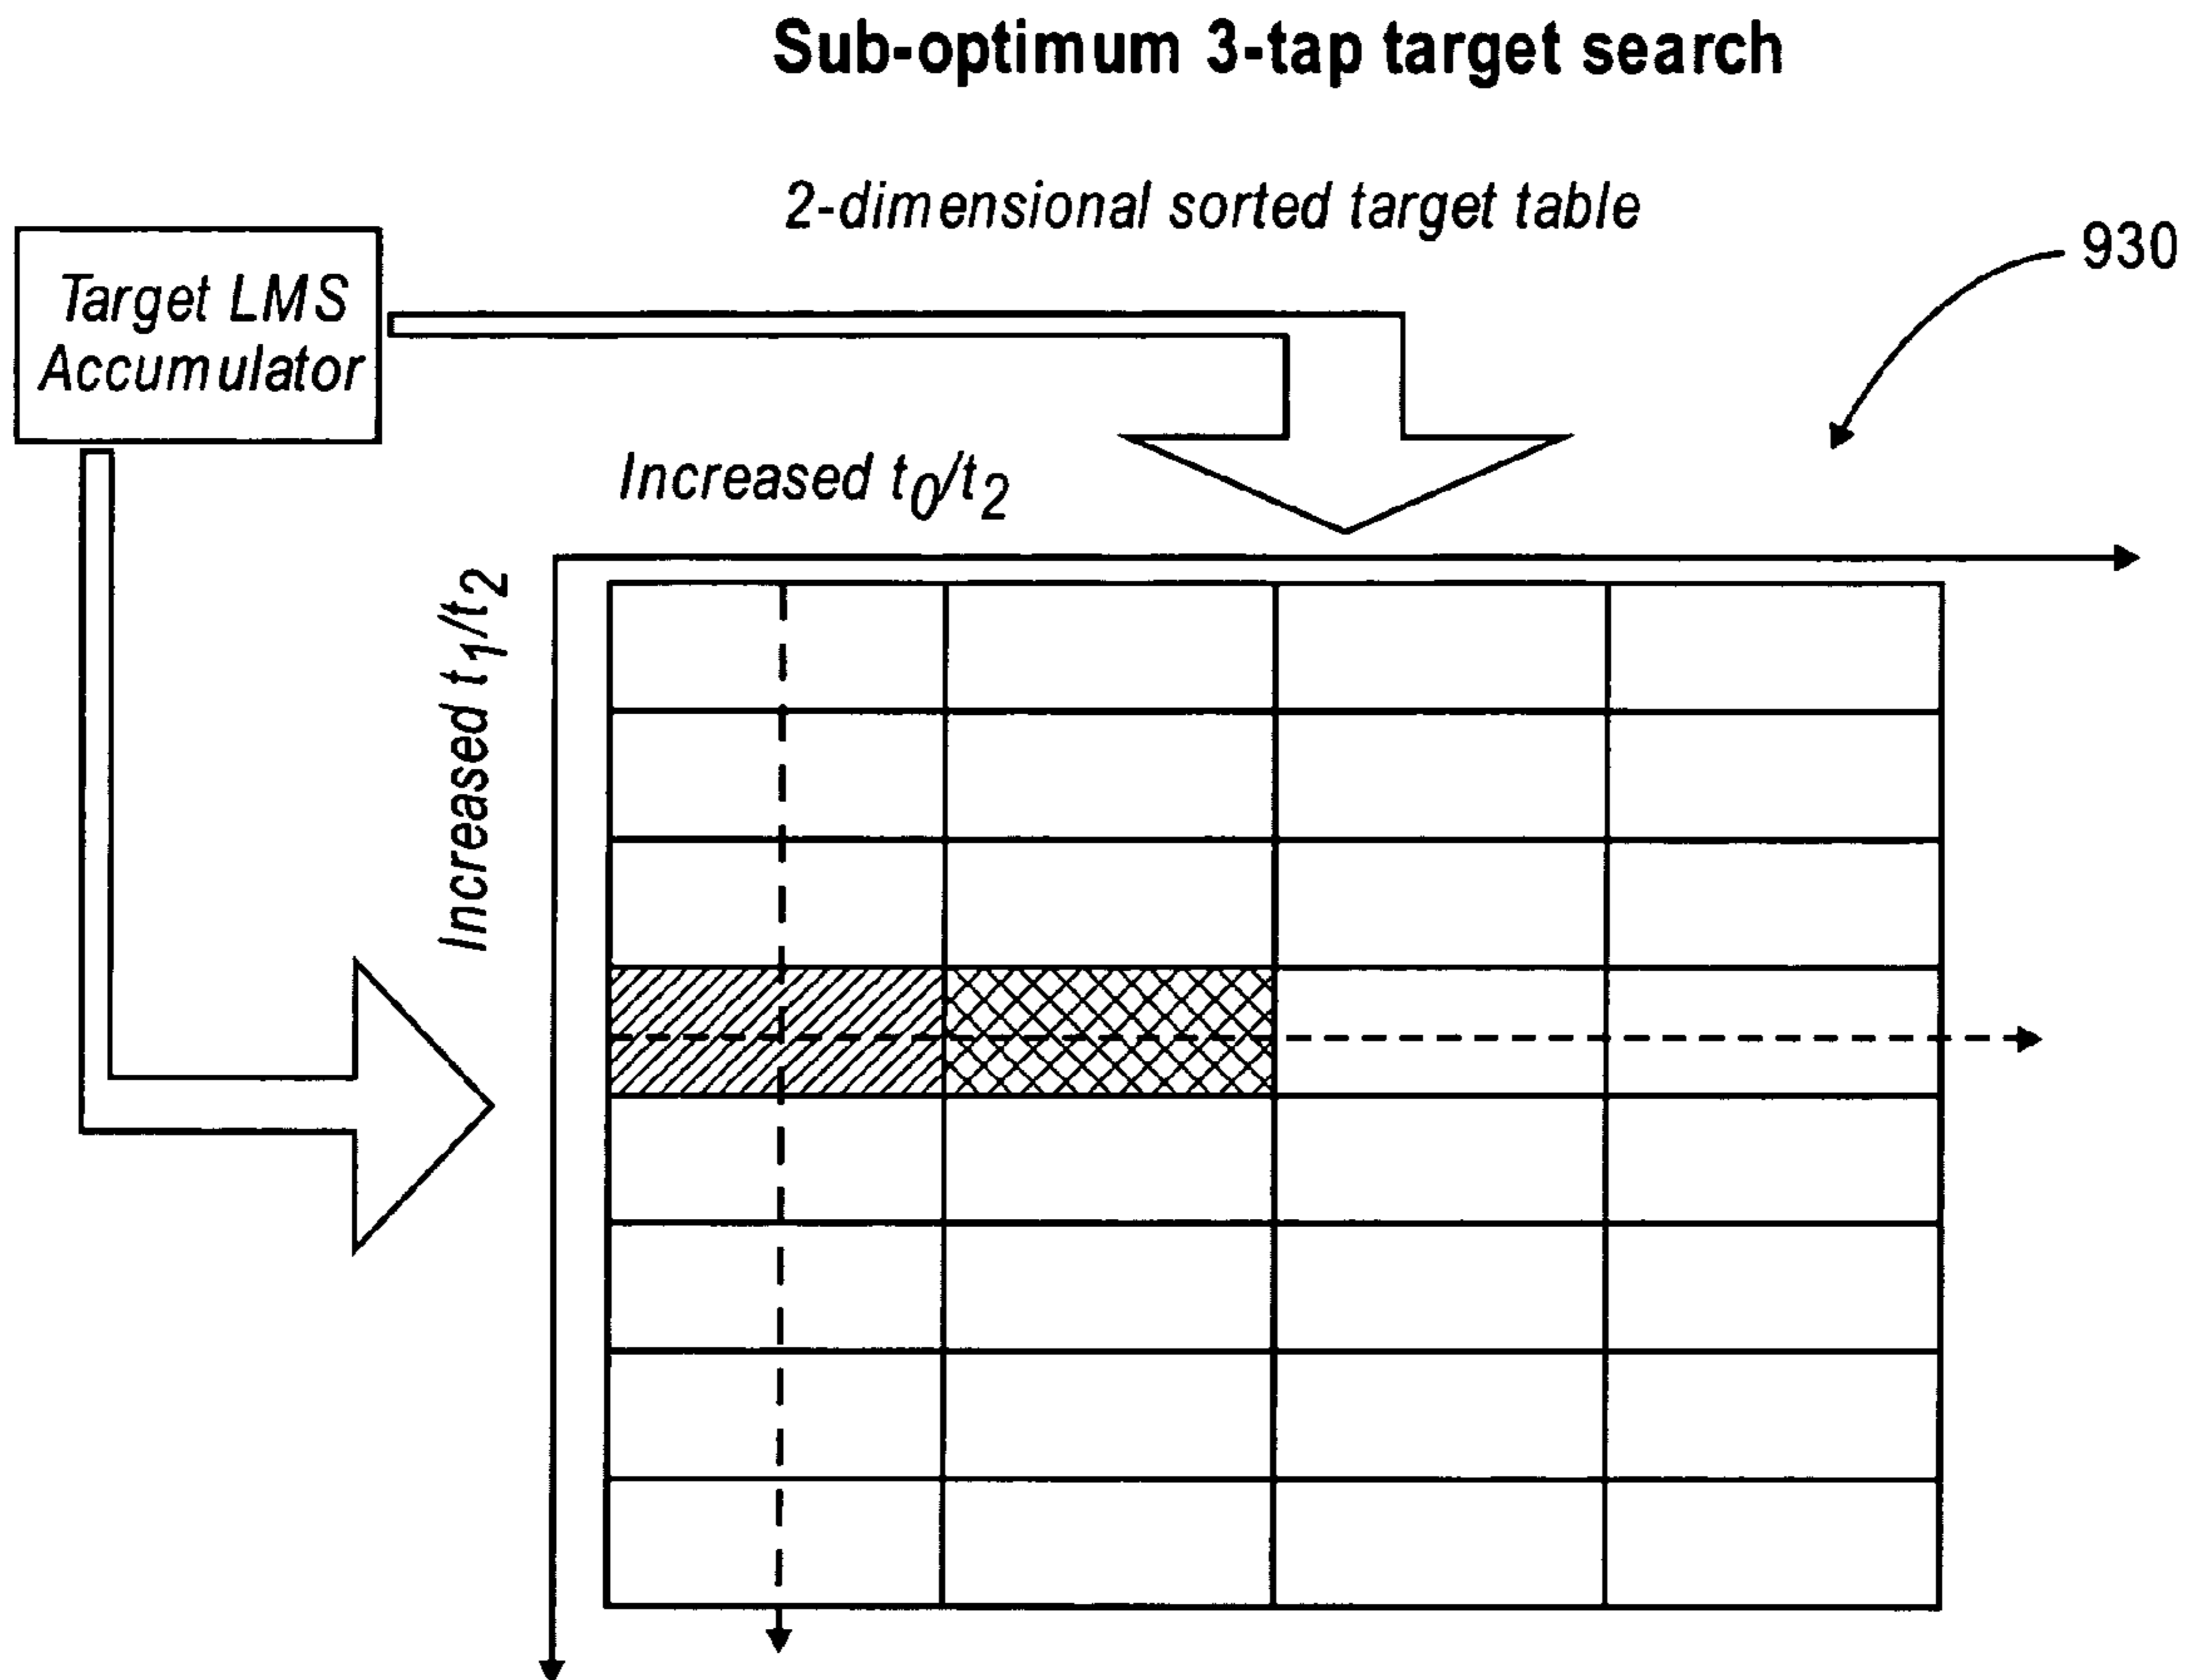 Sub-optimum 3-tap target search
2-dimensional sorted target table
930
Target LMS
Accumulator
Increased t0/t2
Increased t1/t2